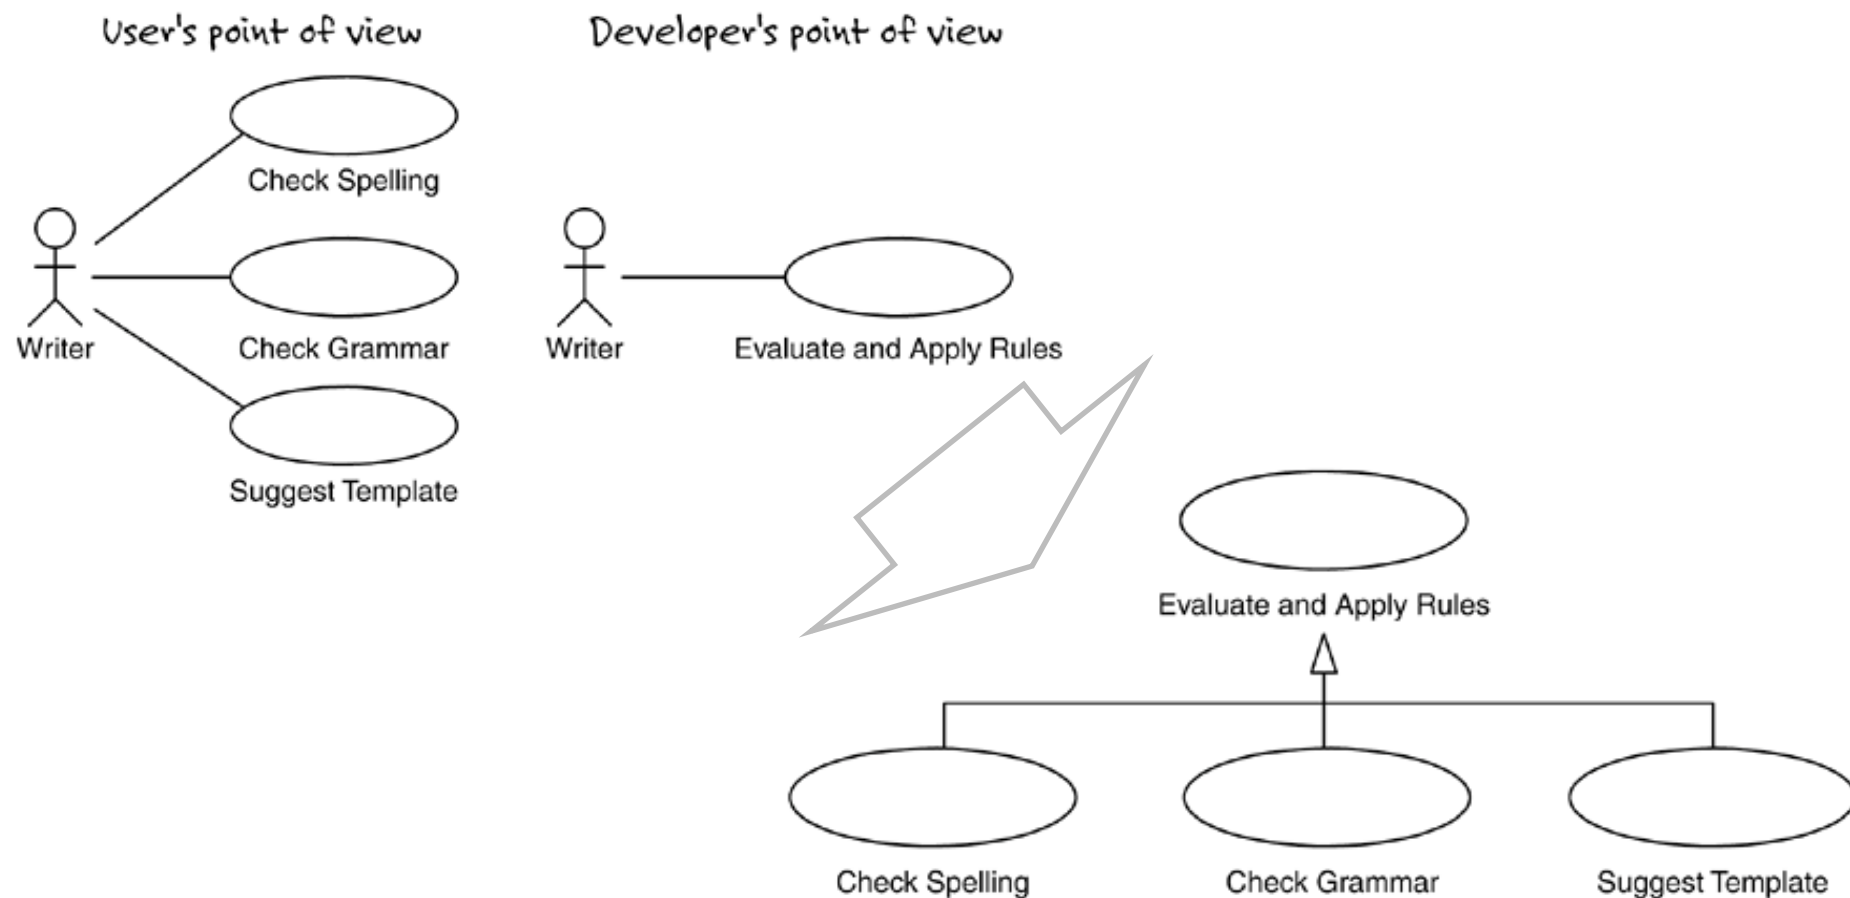 User's point of view
Developer's point of view
Check Spelling
Writer
Check Grammar
Writer
Evaluate and Apply Rules
Suggest Template
Evaluate and Apply Rules
Check Spelling
Check Grammar
Suggest Template